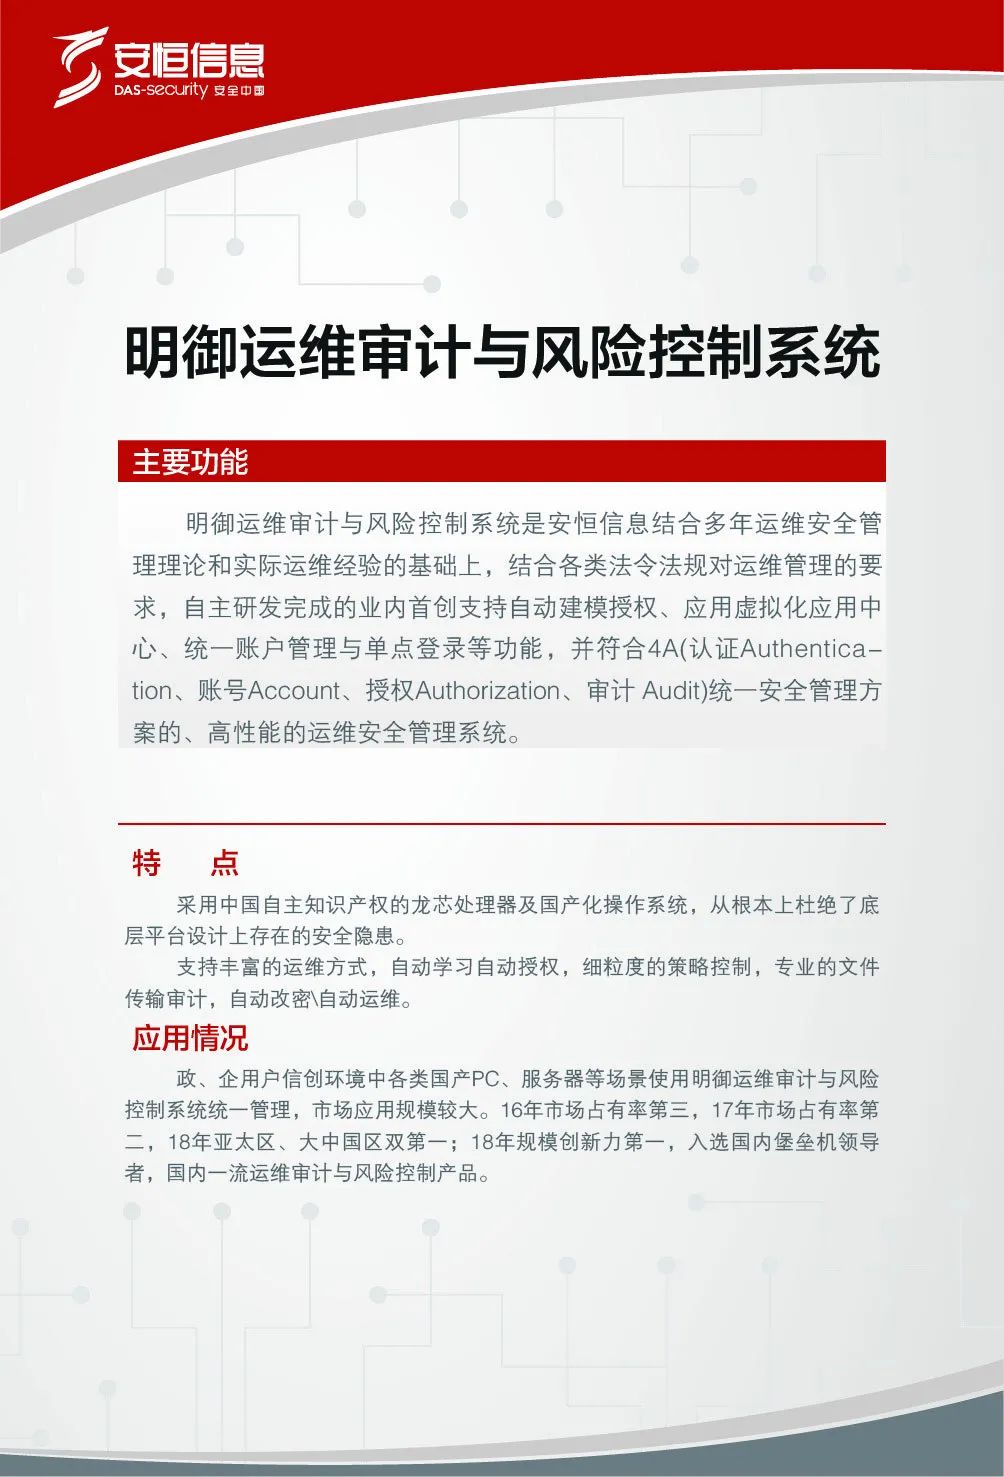 安恒信息
DAS-security 安全中国
明御运维审计与风险控制系统
主要功能
明御运维审计与风险控制系统是安恒信息结合多年运维安全管
理理论和实际运维经验的基础上，结合各类法令法规对运维管理的要
求，自主研发完成的业内首创支持自动建模授权、应用虚拟化应用中
心、统一账户管理与单点登录等功能，并符合4A(认证Authentica-
tion、账号Account、授权Authorization、审计 Audit)统一安全管理方
案的、高性能的运维安全管理系统。
特 点
采用中国自主知识产权的龙芯处理器及国产化操作系统，从根本上杜绝了底
层平台设计上存在的安全隐患。
支持丰富的运维方式，自动学习自动授权，细粒度的策略控制，专业的文件
传输审计，自动改密\自动运维。
应用情况
政、企用户信创环境中各类国产PC、服务器等场景使用明御运维审计与风险
控制系统统一管理，市场应用规模较大。16年市场占有率第三，17年市场占有率第
二，18年亚太区、大中国区双第一；18年规模创新力第一，入选国内堡垒机领导
者，国内一流运维审计与风险控制产品。